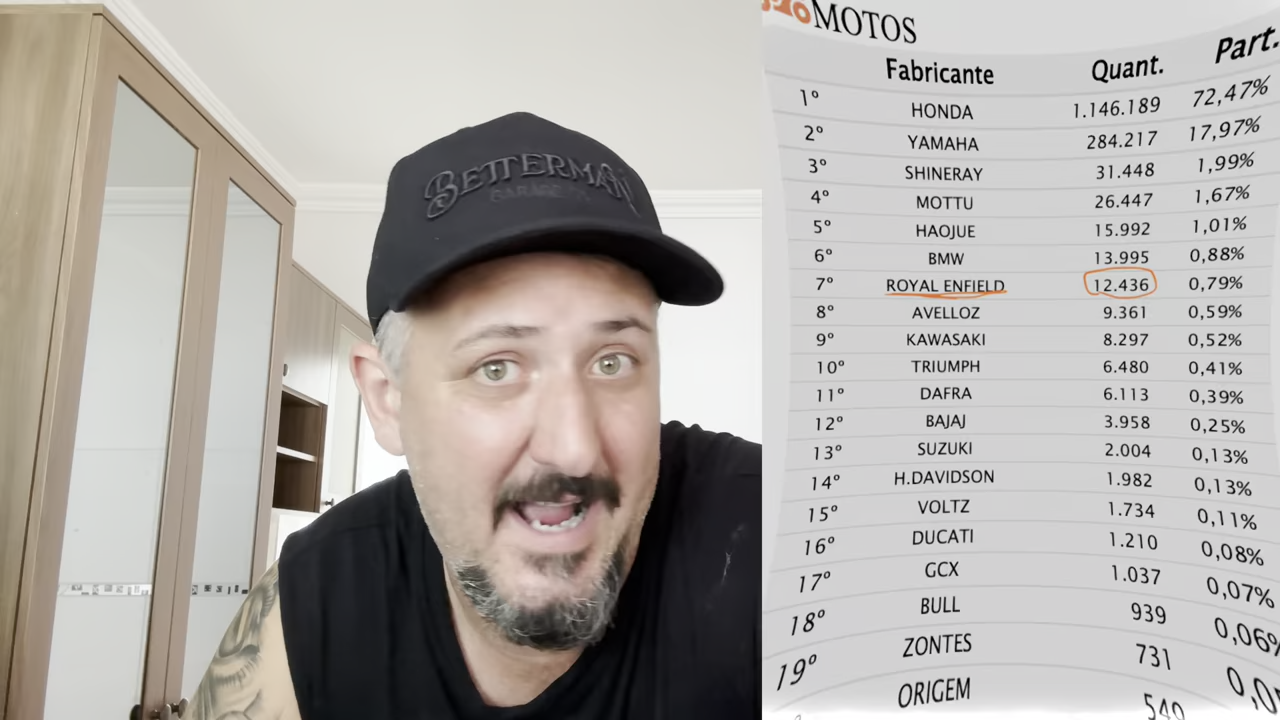 BETTERMAN
GARAGE
MOTOS
Fabricante Quant. Part.
1º HONDA 1.146.189 72,47%
2º YAMAHA 284.217 17,97%
3º SHINERAY 31.448 1,99%
4º MOTTU 26.447 1,67%
5º HAOJUE 15.992 1,01%
6º BMW 13.995 0,88%
7º ROYAL ENFIELD 12.436 0,79%
8º AVELLOZ 9.361 0,59%
9º KAWASAKI 8.297 0,52%
10º TRIUMPH 6.480 0,41%
11º DAFRA 6.113 0,39%
12º BAJAJ 3.958 0,25%
13º SUZUKI 2.004 0,13%
14º H.DAVIDSON 1.982 0,13%
15º VOLTZ 1.734 0,11%
16º DUCATI 1.210 0,08%
17º GCX 1.037 0,07%
18º BULL 939 0,06%
19º ZONTES 731
ORIGEM 540